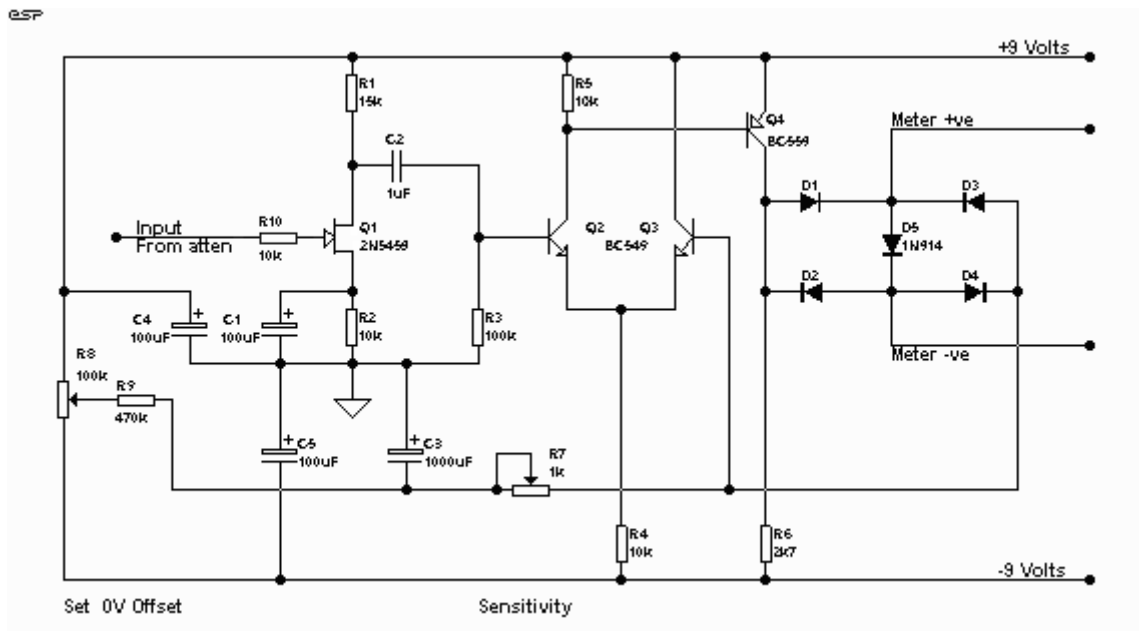 esp
+9 Volts
R1
15k
R5
10k
Q4
BC559
C2
1uF
Meter +ve
D1
D3
Input
From atten
R10
10k
Q1
2N5459
Q2
Q3
BC549
D5
1N914
D2
D4
C4
100uF
C1
100uF
R2
10k
R3
100k
Meter -ve
R8
100k
R9
470k
C5
100uF
C3
1000uF
R7
1k
R4
10k
R6
2k7
-9 Volts
Set 0V Offset
Sensitivity